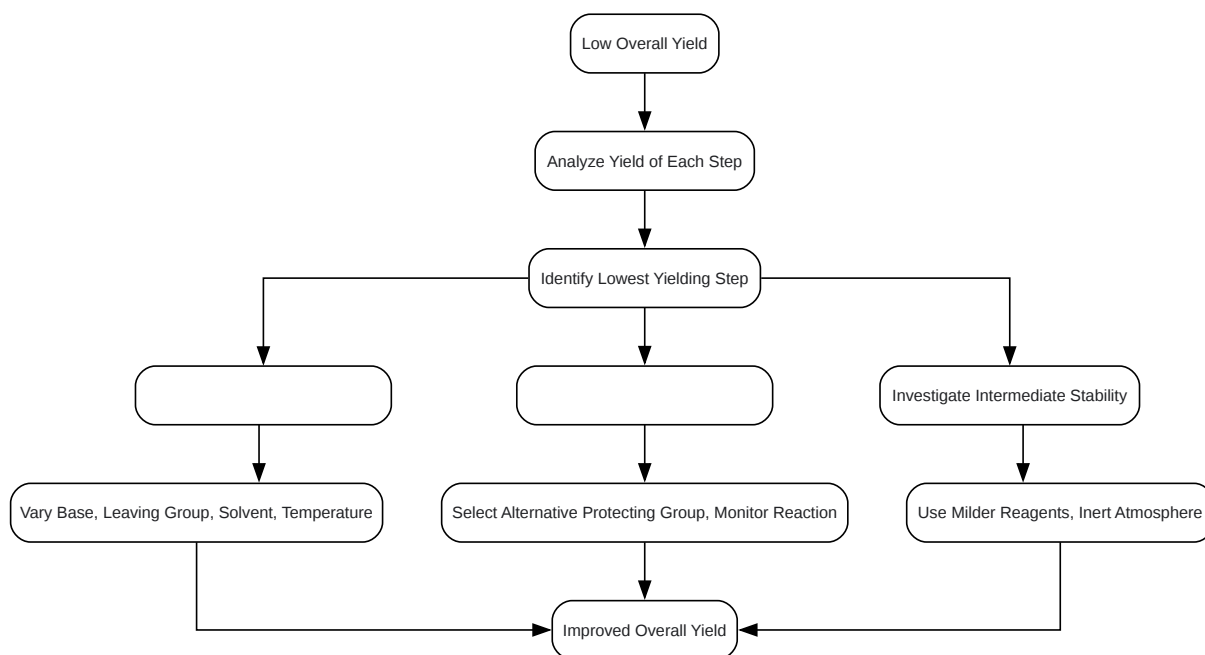 Low Overall Yield
Analyze Yield of Each Step
Identify Lowest Yielding Step
Investigate Intermediate Stability
Vary Base, Leaving Group, Solvent, Temperature
Select Alternative Protecting Group, Monitor Reaction
Use Milder Reagents, Inert Atmosphere
Improved Overall Yield